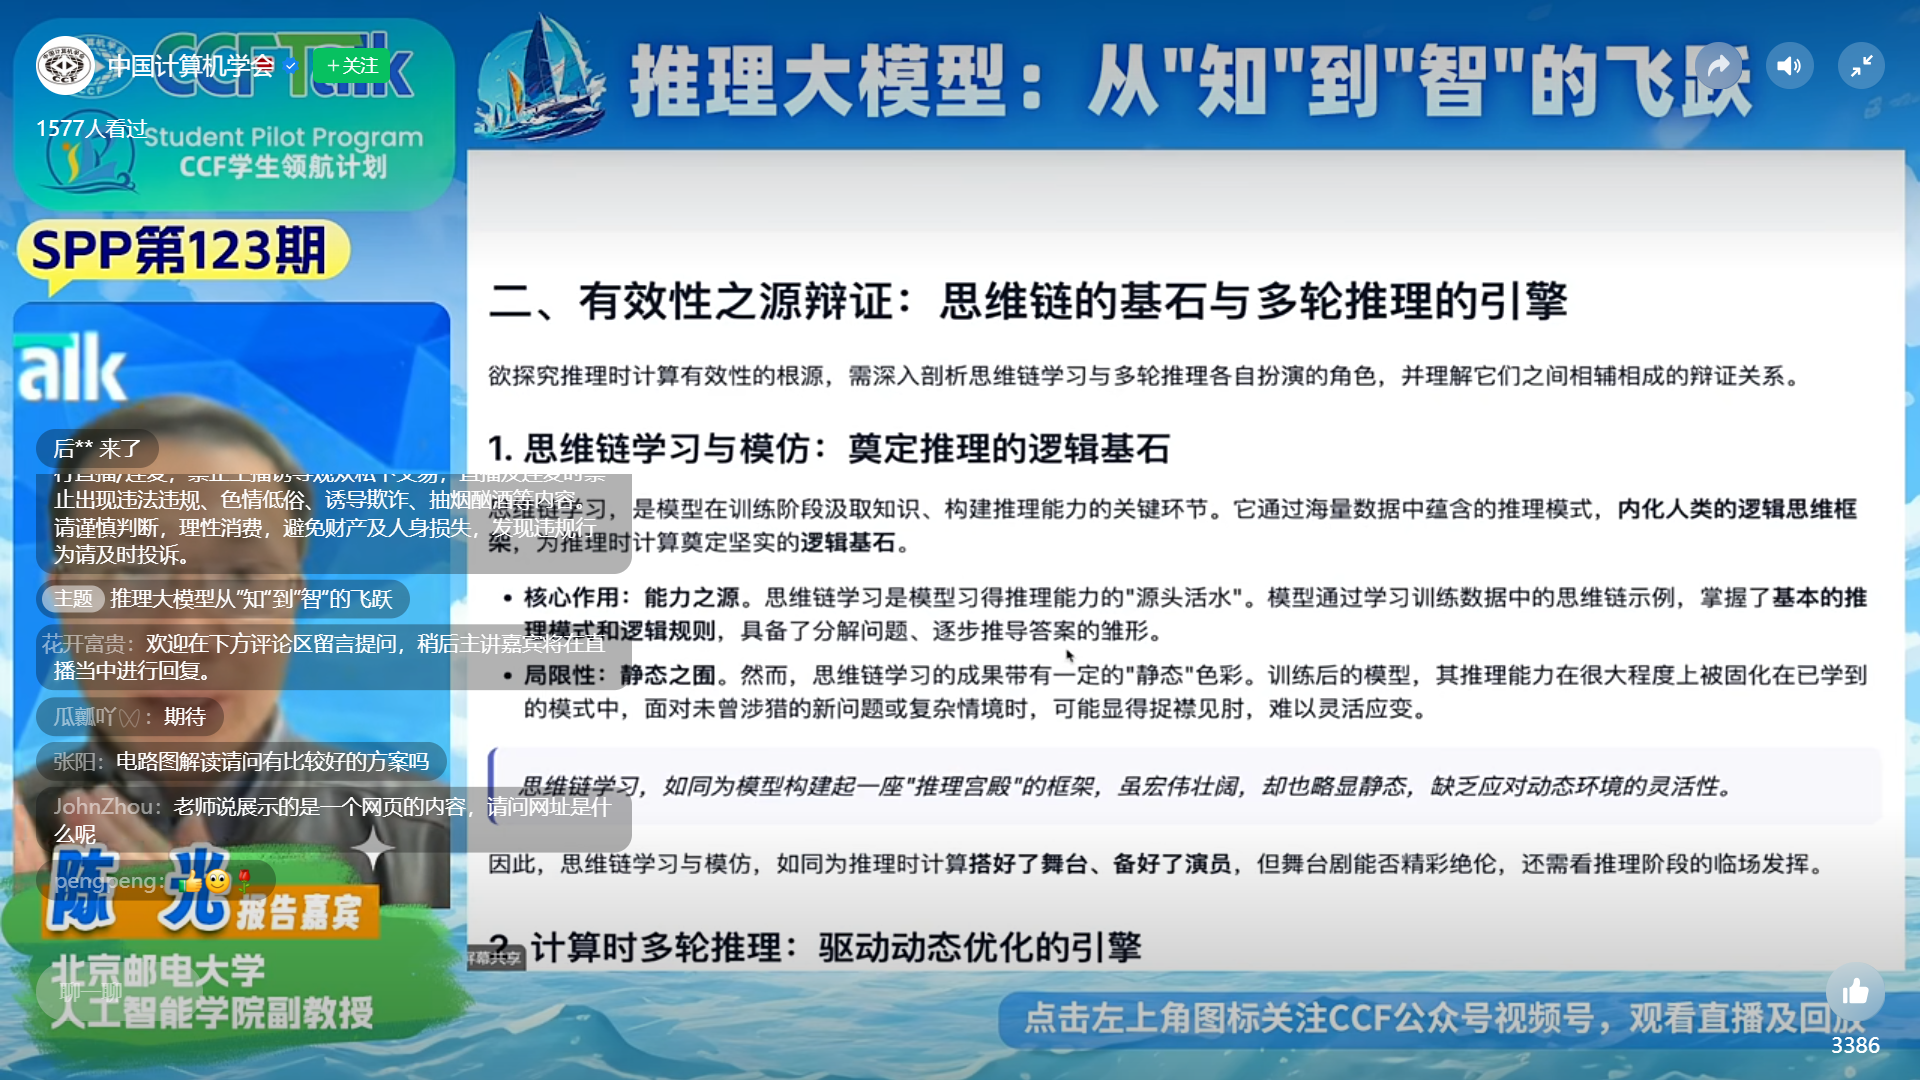 中国计算机学会
+关注
1577人看过
CCFTalk
Student Pilot Program
CCF学生领航计划
SPP第123期
推理大模型：从"知"到"智"的飞跃
alk
二、有效性之源辩证：思维链的基石与多轮推理的引擎
欲探究推理时计算有效性的根源，需深入剖析思维链学习与多轮推理各自扮演的角色，并理解它们之间相辅相成的辩证关系。
1. 思维链学习与模仿：奠定推理的逻辑基石
思维链学习，是模型在训练阶段汲取知识、构建推理能力的关键环节。它通过海量数据中蕴含的推理模式，内化人类的逻辑思维框
架，为推理时计算奠定坚实的逻辑基石。
• 核心作用：能力之源。思维链学习是模型习得推理能力的"源头活水"。模型通过学习训练数据中的思维链示例，掌握了基本的推
理模式和逻辑规则，具备了分解问题、逐步推导答案的雏形。
• 局限性：静态之囿。然而，思维链学习的成果带有一定的"静态"色彩。训练后的模型，其推理能力在很大程度上被固化在已学到
的模式中，面对未曾涉猎的新问题或复杂情境时，可能显得捉襟见肘，难以灵活应变。
思维链学习，如同为模型构建起一座"推理宫殿"的框架，虽宏伟壮阔，却也略显静态，缺乏应对动态环境的灵活性。
因此，思维链学习与模仿，如同为推理时计算搭好了舞台、备好了演员，但舞台剧能否精彩绝伦，还需看推理阶段的临场发挥。
2. 计算时多轮推理：驱动动态优化的引擎
屏幕共享
后** 来了
行直播/连麦，禁止主播诱导观众私下交易，直播及连麦时禁
止出现违法违规、色情低俗、诱导欺诈、抽烟酗酒等内容。
请谨慎判断，理性消费，避免财产及人身损失，发现违规行
为请及时投诉。
主题 推理大模型从”知“到”智“的飞跃
花开富贵：欢迎在下方评论区留言提问，稍后主讲嘉宾将在直
播当中进行回复。
瓜瓤吖：期待
张阳：电路图解读请问有比较好的方案吗
JohnZhou：老师说展示的是一个网页的内容，请问网址是什
么呢
pengpeng：👍🙂🌹
陈 光 报告嘉宾
北京邮电大学
人工智能学院副教授
聊一聊
点击左上角图标关注CCF公众号视频号，观看直播及回放
3386